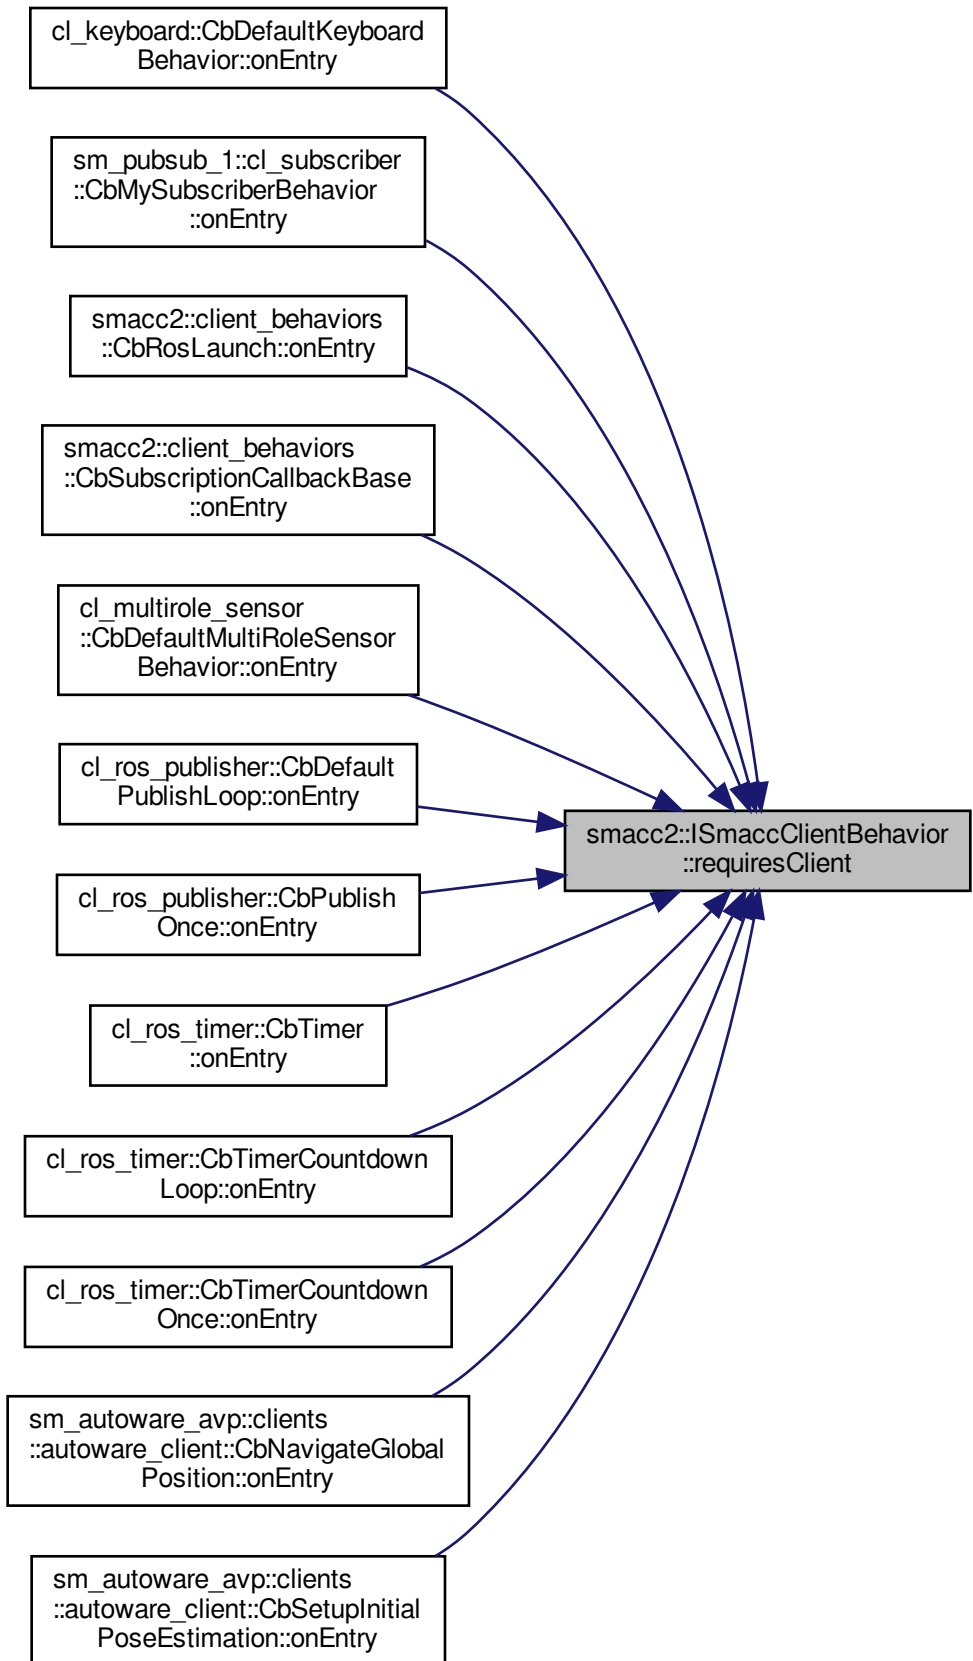 cl_keyboard::CbDefaultKeyboard
Behavior::onEntry
sm_pubsub_1::cl_subscriber
::CbMySubscriberBehavior
::onEntry
smacc2::client_behaviors
::CbRosLaunch::onEntry
smacc2::client_behaviors
::CbSubscriptionCallbackBase
::onEntry
cl_multirole_sensor
::CbDefaultMultiRoleSensor
Behavior::onEntry
cl_ros_publisher::CbDefault
PublishLoop::onEntry
smacc2::ISmaccClientBehavior
::requiresClient
cl_ros_publisher::CbPublish
Once::onEntry
cl_ros_timer::CbTimer
::onEntry
cl_ros_timer::CbTimerCountdown
Loop::onEntry
cl_ros_timer::CbTimerCountdown
Once::onEntry
sm_autoware_avp::clients
::autoware_client::CbNavigateGlobal
Position::onEntry
sm_autoware_avp::clients
::autoware_client::CbSetupInitial
PoseEstimation::onEntry